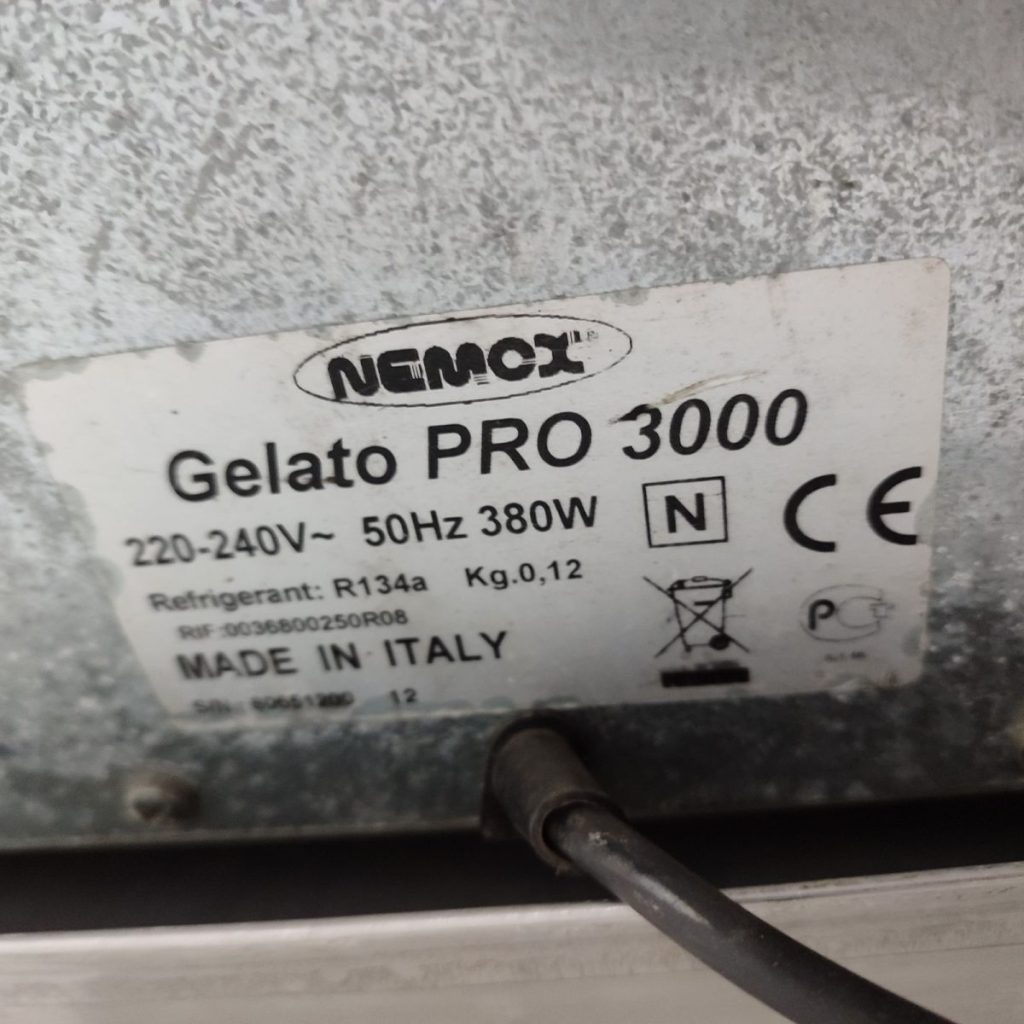 NEMOX
Gelato PRO 3000
220-240V~ 50Hz 380W
N
CE
Refrigerant: R134a Kg.0,12
RIF:0036800250R08
MADE IN ITALY
S/N.: 12